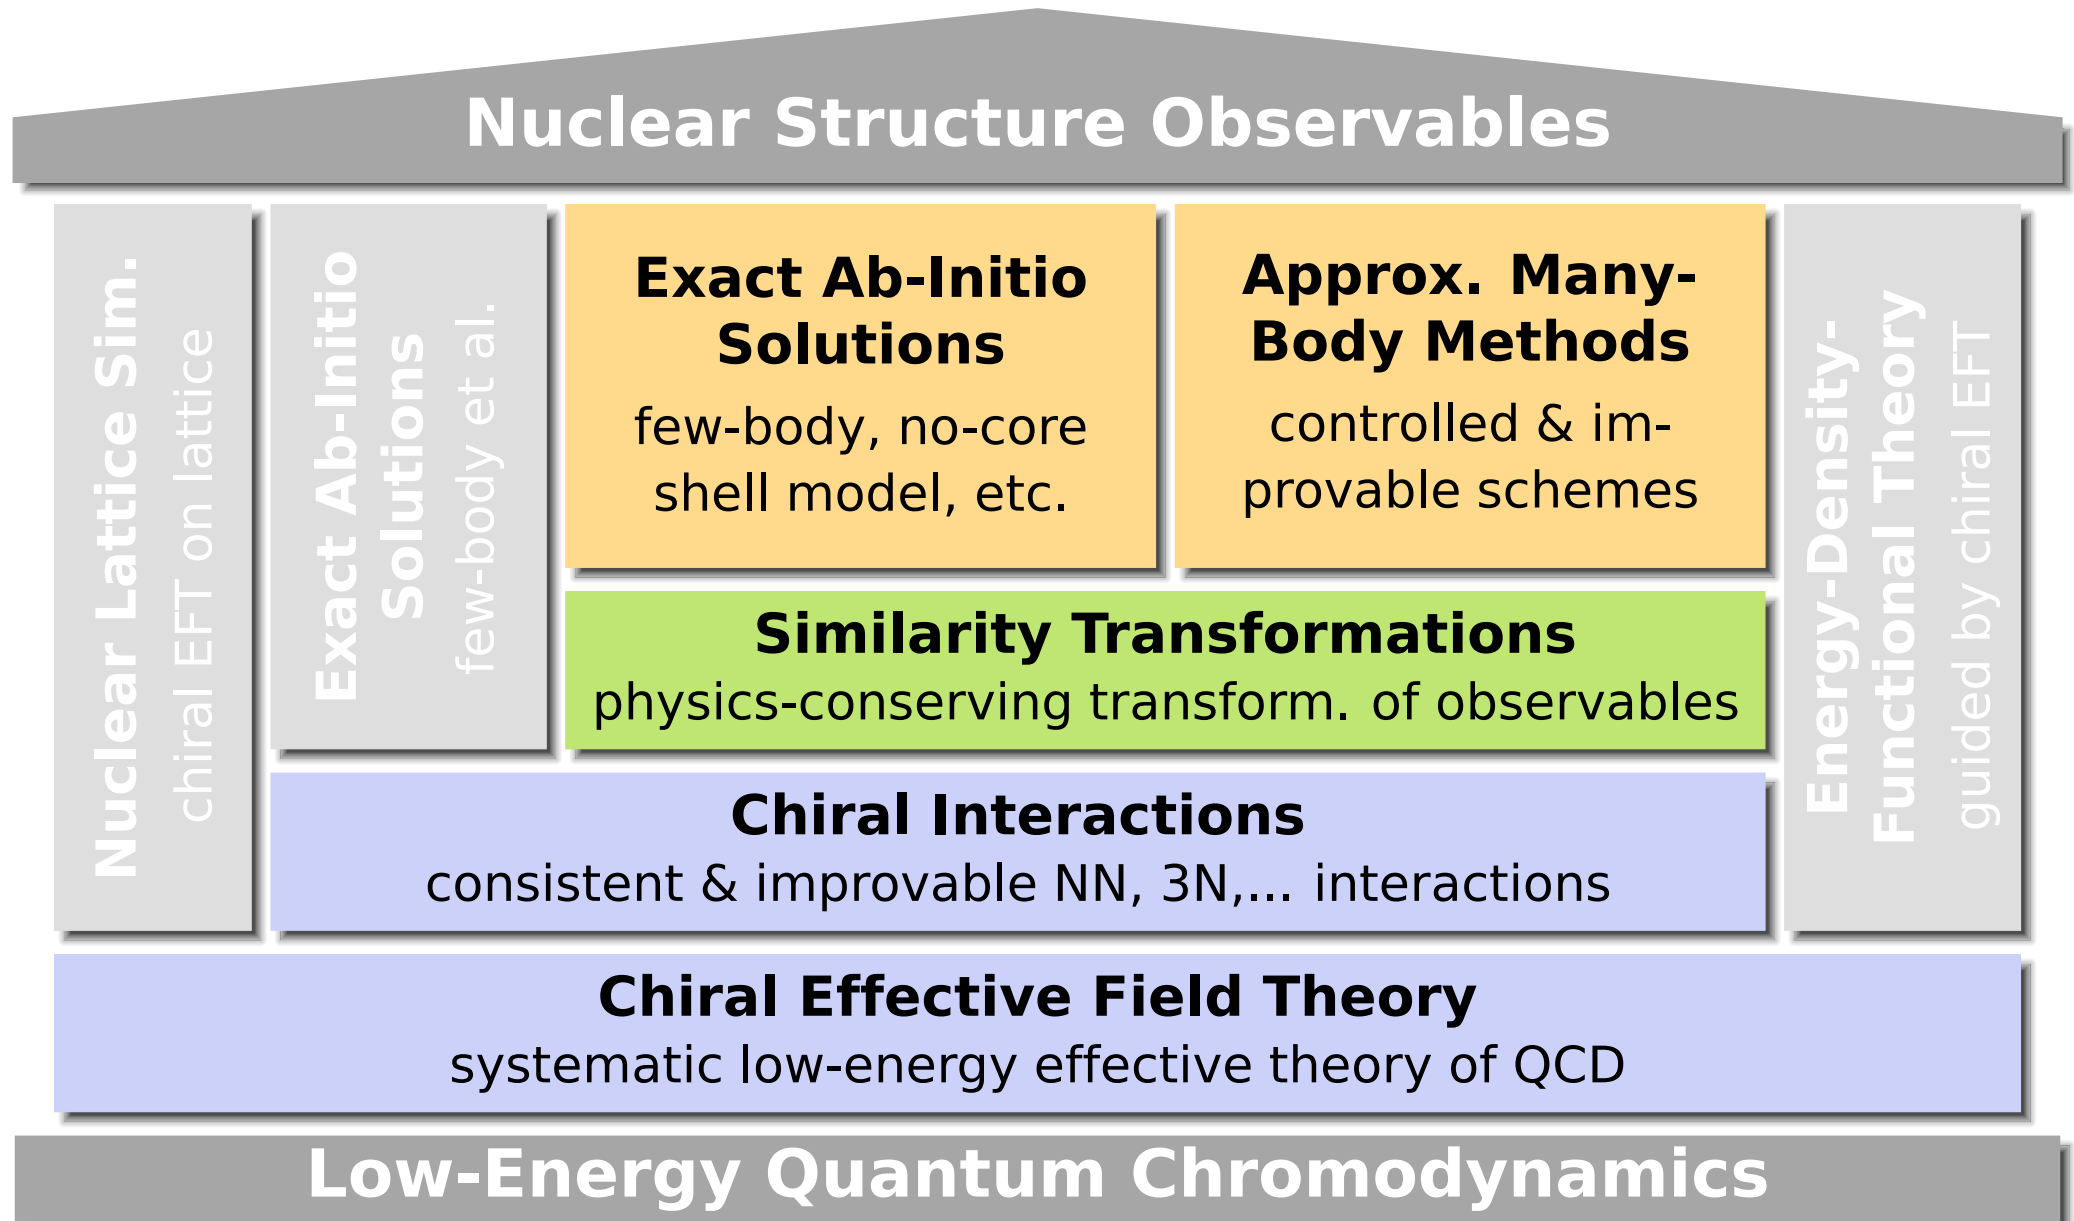 Nuclear Structure Observables
Nuclear Lattice Sim.
chiral EFT on lattice
Exact Ab-Initio
Solutions
few-body et al.
Exact Ab-Initio
Solutions
few-body, no-core
shell model, etc.
Approx. Many-
Body Methods
controlled & im-
provable schemes
Energy-Density-
Functional Theory
guided by chiral EFT
Similarity Transformations
physics-conserving transform. of observables
Chiral Interactions
consistent & improvable NN, 3N,... interactions
Chiral Effective Field Theory
systematic low-energy effective theory of QCD
Low-Energy Quantum Chromodynamics